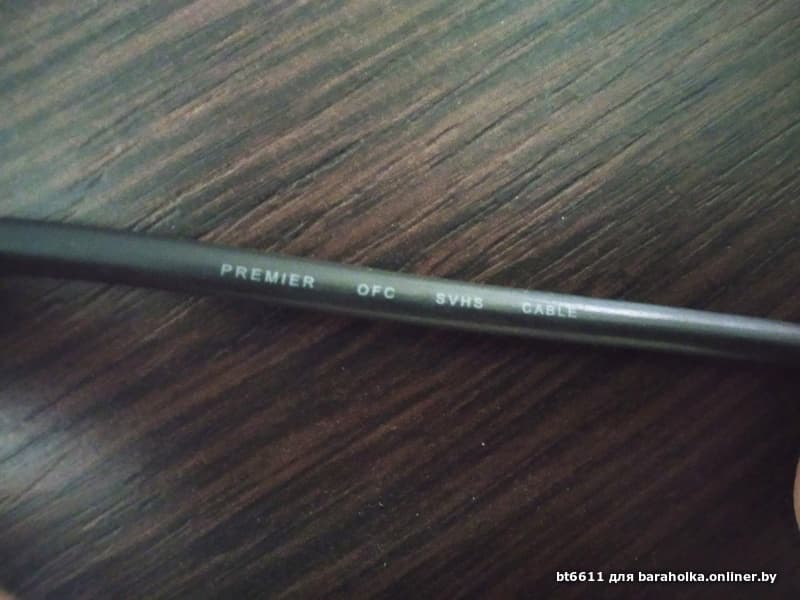 PREMIER OFC SVHS CABLE
bt6611 для baraholka.onliner.by